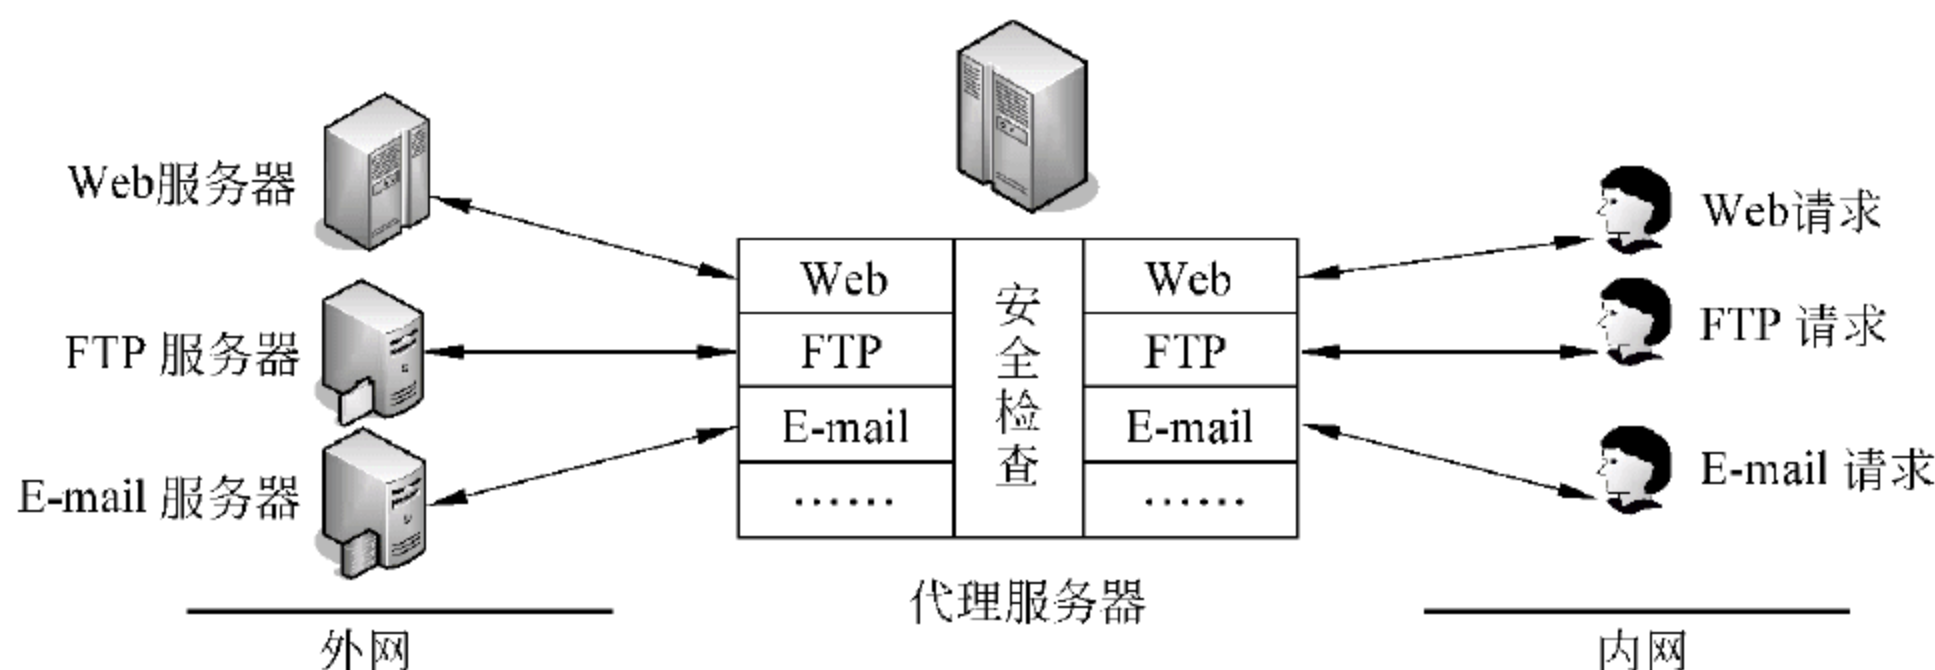 Web服务器
FTP 服务器
E-mail 服务器
外网
Web
FTP
E-mail
……
安全检查
Web
FTP
E-mail
……
代理服务器
Web请求
FTP 请求
E-mail 请求
内网